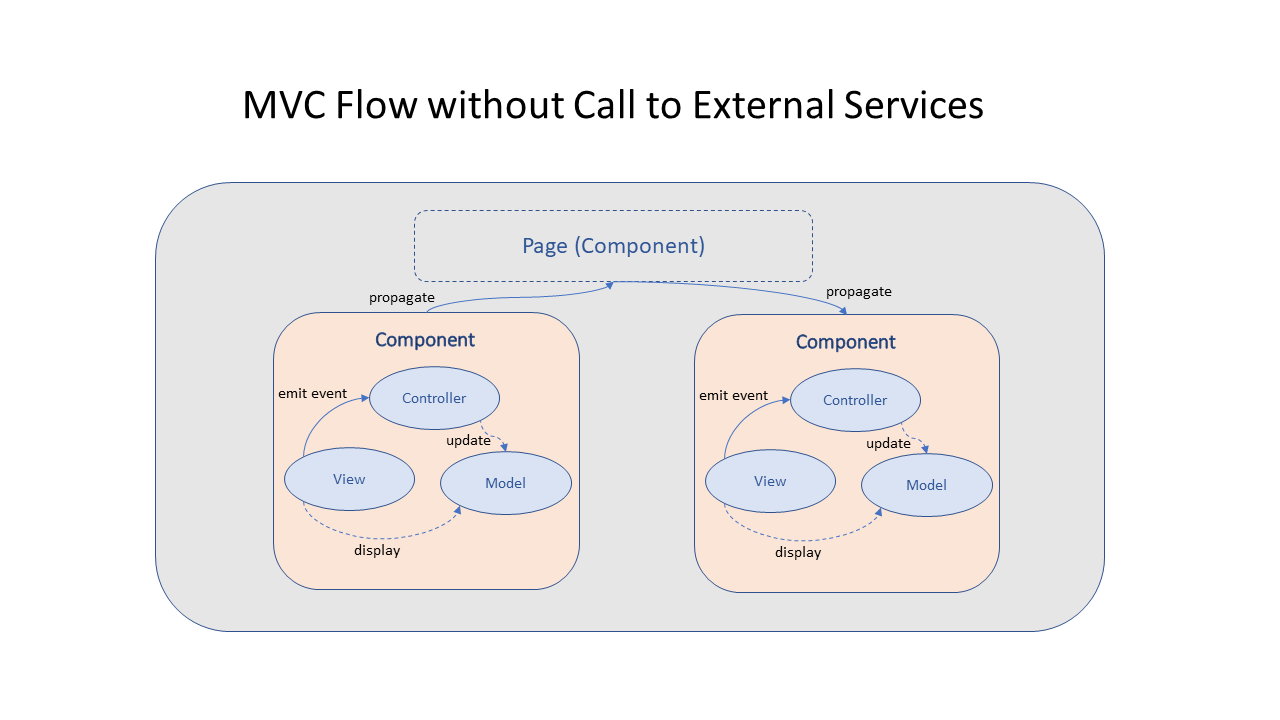 MVC Flow without Call to External Services
Page (Component)
propagate
propagate
Component
emit event
Controller
update
View
Model
display
Component
emit event
Controller
update
View
Model
display